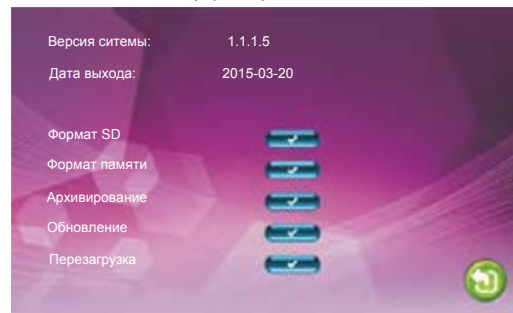 Версия ситемы: 1.1.1.5
Дата выхода: 2015-03-20
Формат SD
Формат памяти
Архивирование
Обновление
Перезагрузка